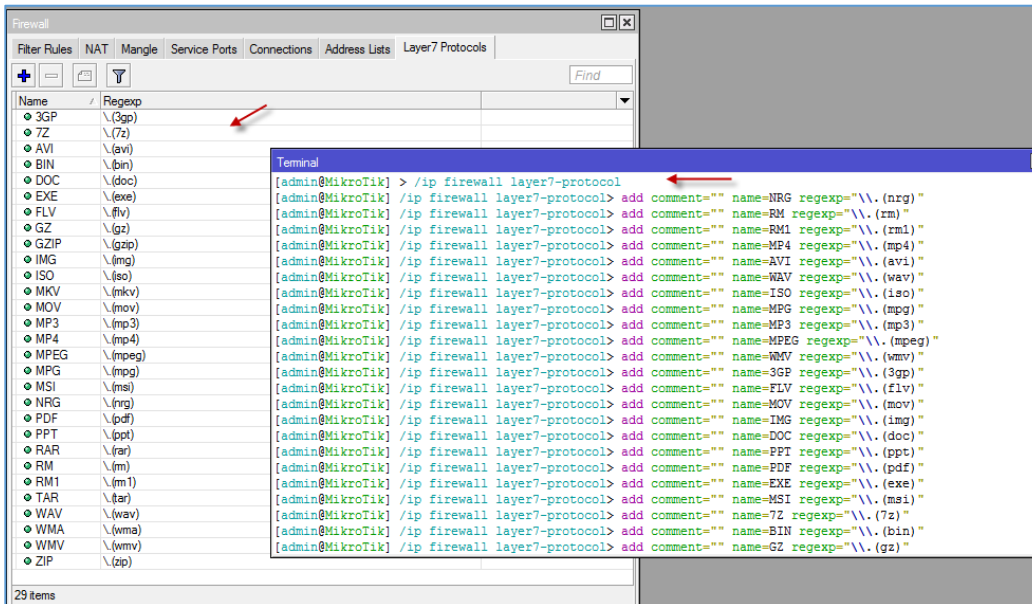 Firewall
Filter Rules NAT Mangle Service Ports Connections Address Lists Layer7 Protocols
Find
Name Regexp
3GP \.(3gp)
7Z \.(7z)
AVI \.(avi)
BIN \.(bin)
DOC \.(doc)
EXE \.(exe)
FLV \.(flv)
GZ \.(gz)
GZIP \.(gzip)
IMG \.(img)
ISO \.(iso)
MKV \.(mkv)
MOV \.(mov)
MP3 \.(mp3)
MP4 \.(mp4)
MPEG \.(mpeg)
MPG \.(mpg)
MSI \.(msi)
NRG \.(nrg)
PDF \.(pdf)
PPT \.(ppt)
RAR \.(rar)
RM \.(rm)
RM1 \.(rm1)
TAR \.(tar)
WAV \.(wav)
WMA \.(wma)
WMV \.(wmv)
ZIP \.(zip)
29 items
Terminal
[admin@MikroTik] > /ip firewall layer7-protocol
[admin@MikroTik] /ip firewall layer7-protocol> add comment="" name=NRG regexp="\\.(nrg)"
[admin@MikroTik] /ip firewall layer7-protocol> add comment="" name=RM regexp="\\.(rm)"
[admin@MikroTik] /ip firewall layer7-protocol> add comment="" name=RM1 regexp="\\.(rm1)"
[admin@MikroTik] /ip firewall layer7-protocol> add comment="" name=MP4 regexp="\\.(mp4)"
[admin@MikroTik] /ip firewall layer7-protocol> add comment="" name=AVI regexp="\\.(avi)"
[admin@MikroTik] /ip firewall layer7-protocol> add comment="" name=WAV regexp="\\.(wav)"
[admin@MikroTik] /ip firewall layer7-protocol> add comment="" name=ISO regexp="\\.(iso)"
[admin@MikroTik] /ip firewall layer7-protocol> add comment="" name=MPG regexp="\\.(mpg)"
[admin@MikroTik] /ip firewall layer7-protocol> add comment="" name=MP3 regexp="\\.(mp3)"
[admin@MikroTik] /ip firewall layer7-protocol> add comment="" name=MPEG regexp="\\.(mpeg)"
[admin@MikroTik] /ip firewall layer7-protocol> add comment="" name=WMV regexp="\\.(wmv)"
[admin@MikroTik] /ip firewall layer7-protocol> add comment="" name=3GP regexp="\\.(3gp)"
[admin@MikroTik] /ip firewall layer7-protocol> add comment="" name=FLV regexp="\\.(flv)"
[admin@MikroTik] /ip firewall layer7-protocol> add comment="" name=MOV regexp="\\.(mov)"
[admin@MikroTik] /ip firewall layer7-protocol> add comment="" name=IMG regexp="\\.(img)"
[admin@MikroTik] /ip firewall layer7-protocol> add comment="" name=DOC regexp="\\.(doc)"
[admin@MikroTik] /ip firewall layer7-protocol> add comment="" name=PPT regexp="\\.(ppt)"
[admin@MikroTik] /ip firewall layer7-protocol> add comment="" name=PDF regexp="\\.(pdf)"
[admin@MikroTik] /ip firewall layer7-protocol> add comment="" name=EXE regexp="\\.(exe)"
[admin@MikroTik] /ip firewall layer7-protocol> add comment="" name=MSI regexp="\\.(msi)"
[admin@MikroTik] /ip firewall layer7-protocol> add comment="" name=7Z regexp="\\.(7z)"
[admin@MikroTik] /ip firewall layer7-protocol> add comment="" name=BIN regexp="\\.(bin)"
[admin@MikroTik] /ip firewall layer7-protocol> add comment="" name=GZ regexp="\\.(gz)"